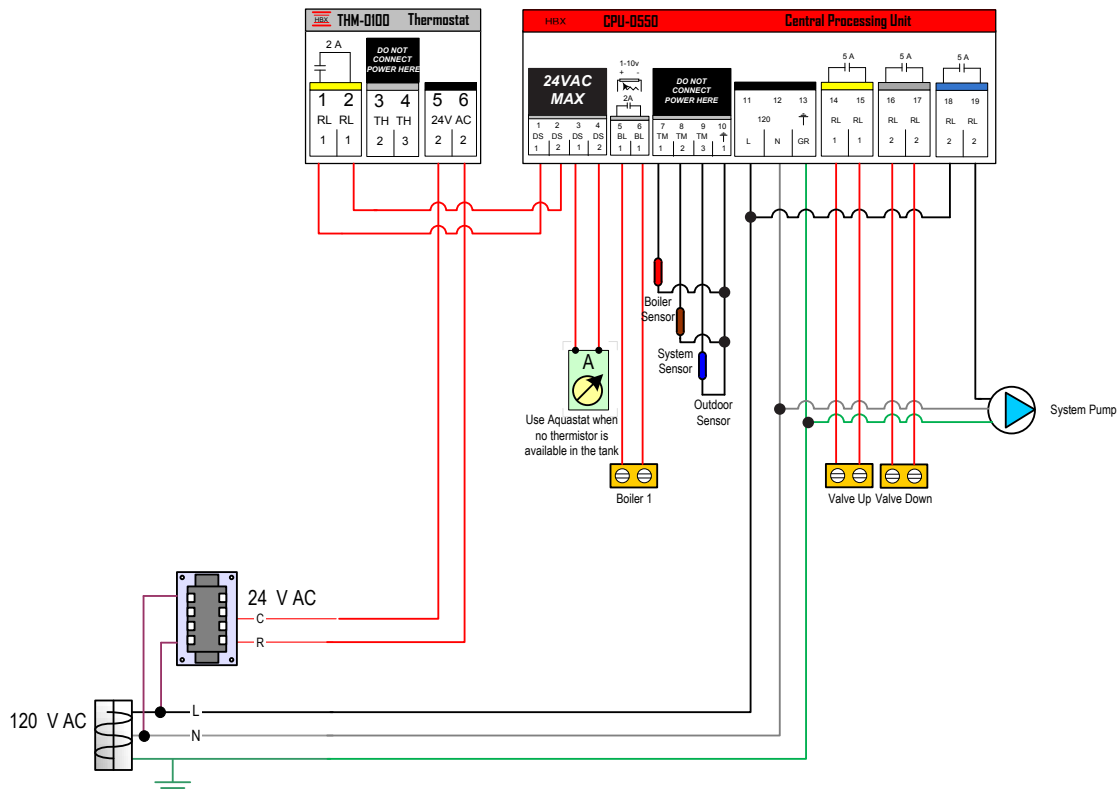 HBX THM-0100 Thermostat
2 A
DO NOT
CONNECT
POWER HERE
1 2 3 4 5 6
RL RL TH TH 24V AC
1 1 2 3 2 2
HBX CPU-0550 Central Processing Unit
24VAC
MAX
1-10v
+ -
2A
DO NOT
CONNECT
POWER HERE
5 A
5 A
5 A
1 2 3 4 5 6 7 8 9 10 11 12 13 14 15 16 17 18 19
DS DS DS DS BL BL TM TM TM 120 RL RL RL RL RL RL
1 2 1 2 1 1 1 2 3 1 L N GR 1 1 2 2 2 2
Boiler
Sensor
System
Sensor
Outdoor
Sensor
A
Use Aquastat when
no thermistor is
available in the tank
Boiler 1
Valve Up
Valve Down
System Pump
24 V AC
C
R
120 V AC
L
N